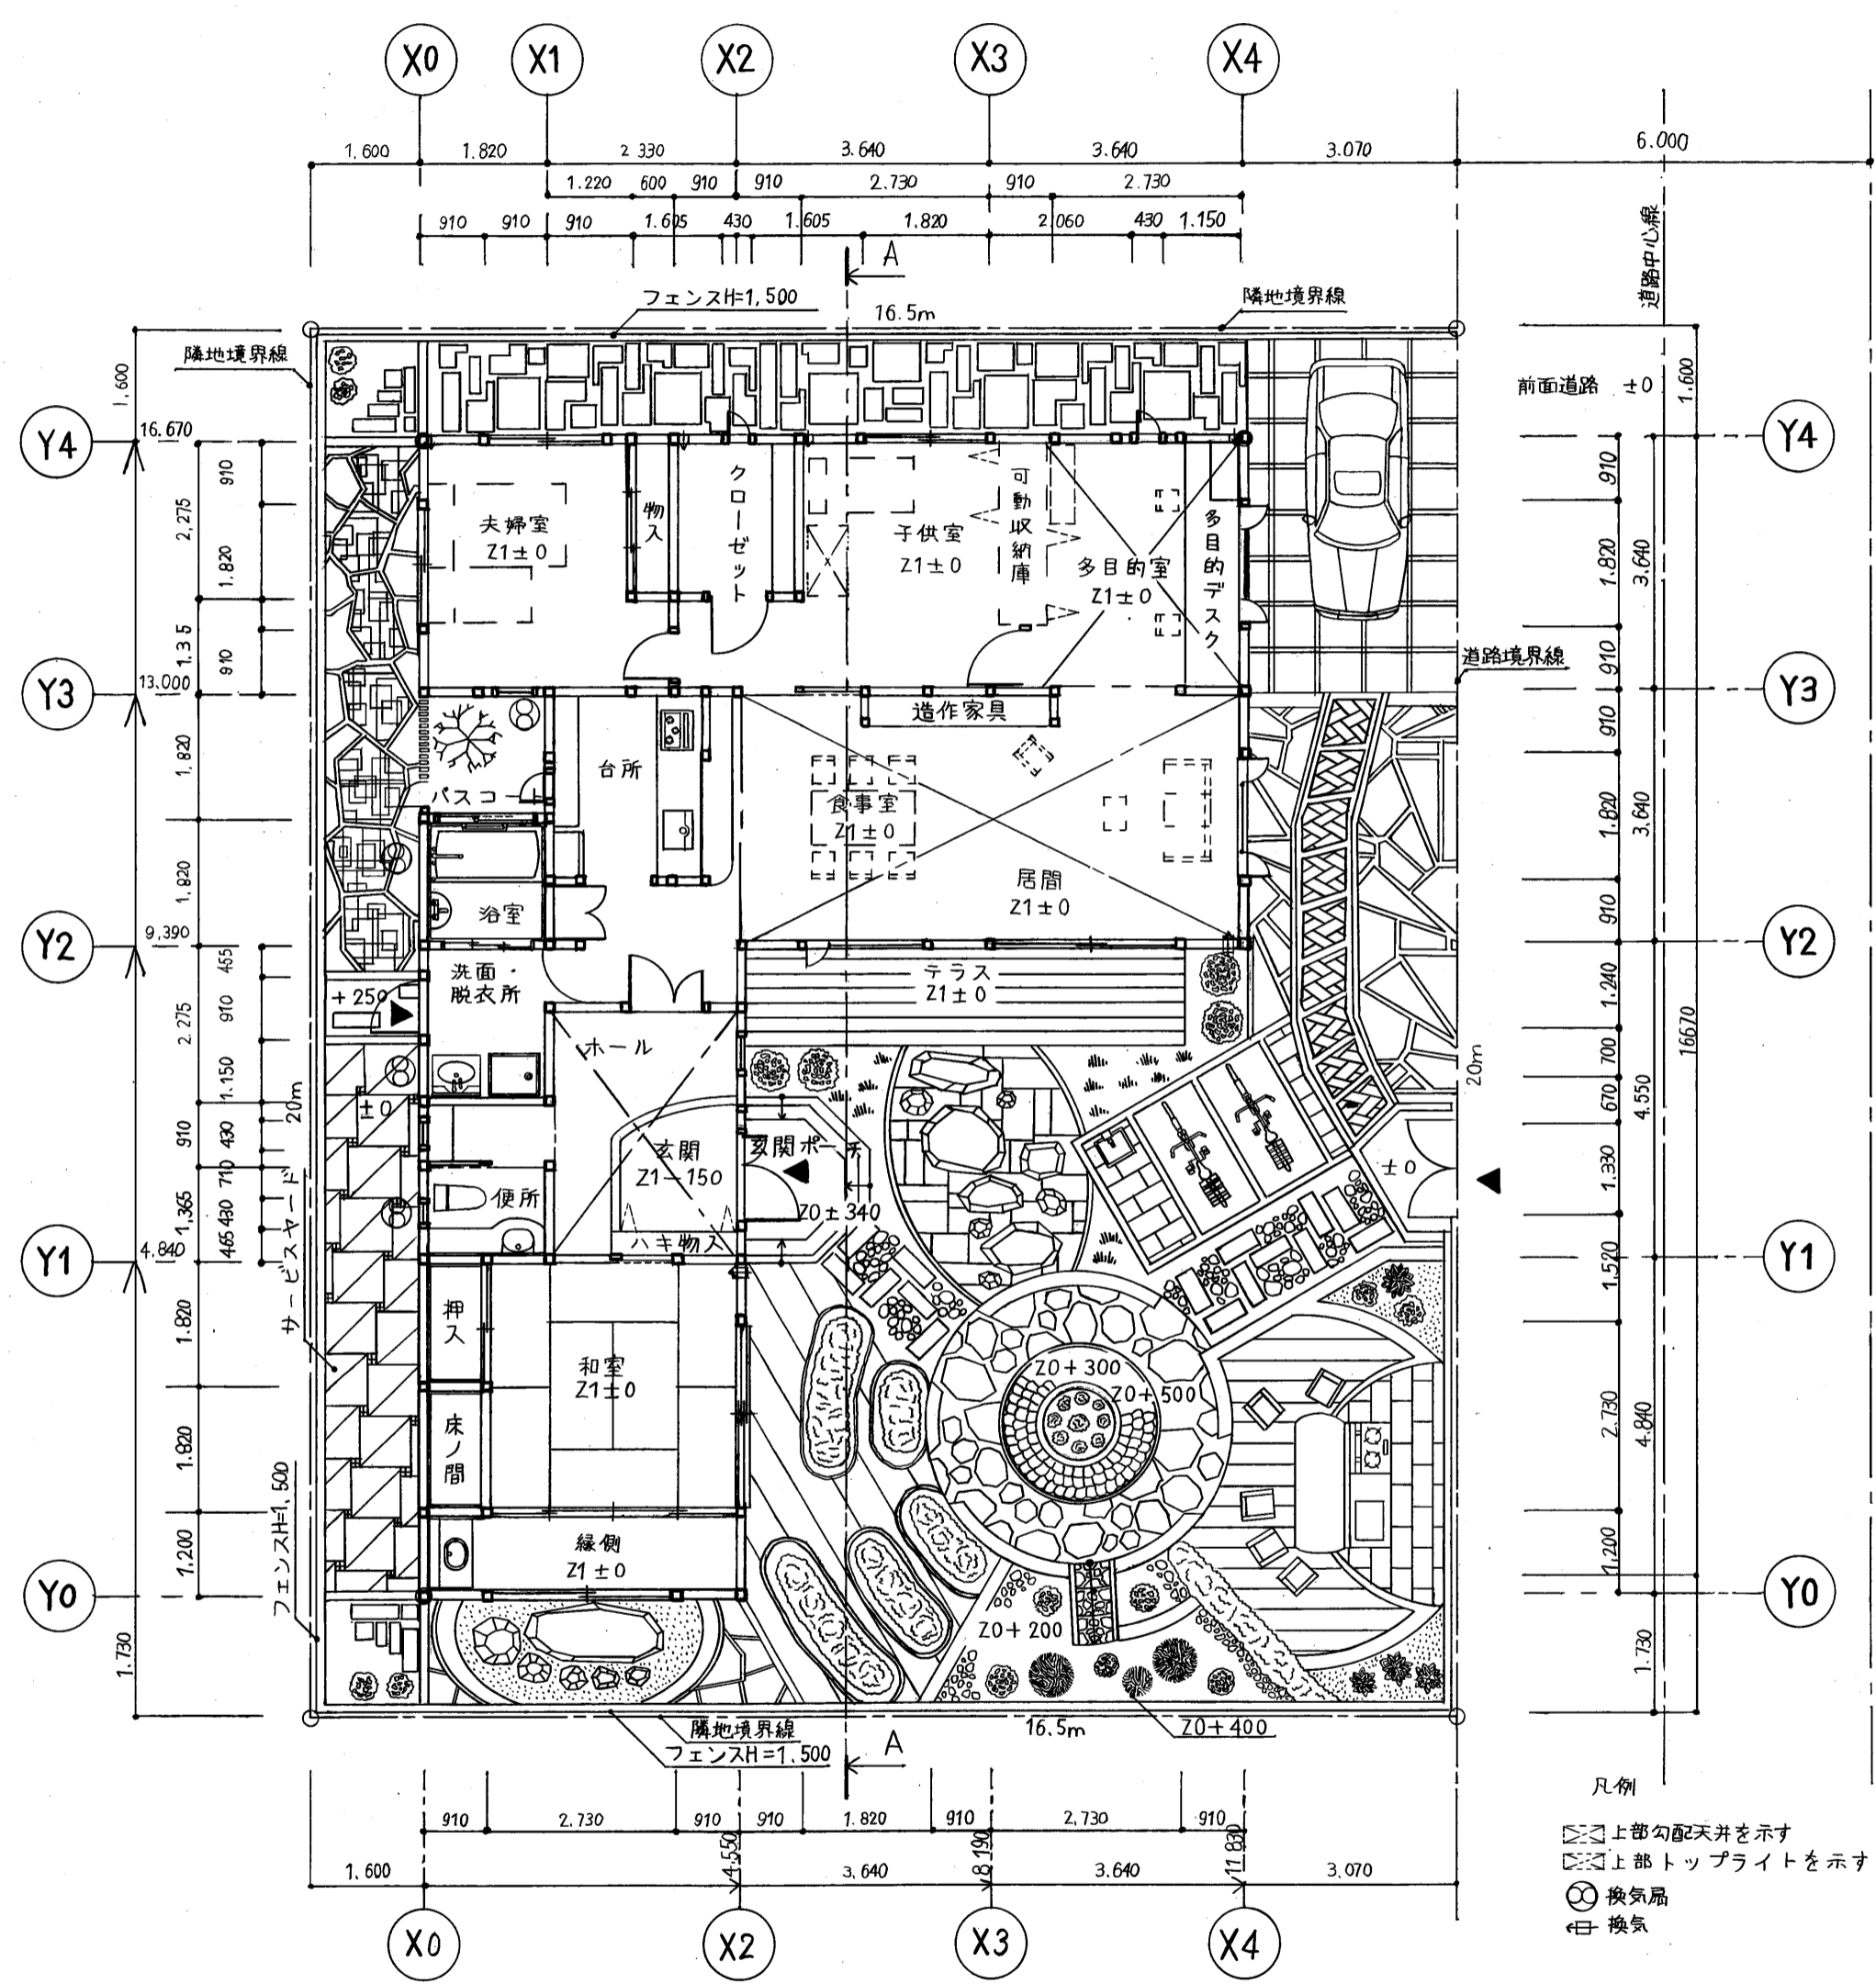 X0 X1 X2 X3 X4
1,600 1.820 2 330 3.640 3.640 3.070 6.000
1.220 600 910 910 2.730 910 2.730
910 910 910 1.605 430 1.605 1.820 2.060 430 1.150
道路中心線
A
フェンスH=1,500
16.5m
隣地境界線
隣地境界線
前面道路 ±0
1.600
1.600
Y4
16.670
Y4
910
2,275
1.820
1.3 5
910
夫婦室
Z1±0
物入
クローゼット
子供室
Z1±0
可動収納庫
多目的室
Z1±0
多目的デスク
910
1.820
3.640
910
道路境界線
Y3
13.000
Y3
造作家具
台所
バスコート
食事室
Z1±0
居間
Z1±0
浴室
1,820
1.820
910
1.820
3.640
910
Y2
9,390
Y2
洗面・
脱衣所
テラス
Z1±0
+250
±0
ホール
玄関
Z1-150
玄関ポーチ
Z0±340
ハキ物入
便所
±0
455
910
2.275
1.150
20m
910
430
710
1,365
430
465
サービスヤード
20m
1.240
700
670
4.550
1.330
1,520
16670
Y1
4.840
Y1
押入
和室
Z1±0
床ノ間
縁側
Z1±0
Z0+300
Z0+500
Z0+200
Z0+400
1.820
1.820
1.200
フェンスH=1,500
2.730
4.840
1,200
Y0
Y0
1.730
1.730
隣地境界線
フェンスH=1.500
16.5m
A
910 2.730 910 910 1.820 910 2,730 910
4.550 8.190 11.830
1.600 3,640 3.640 3.070
X0 X2 X3 X4
凡例
上部勾配天井を示す
上部トップライトを示す
換気扇
換気